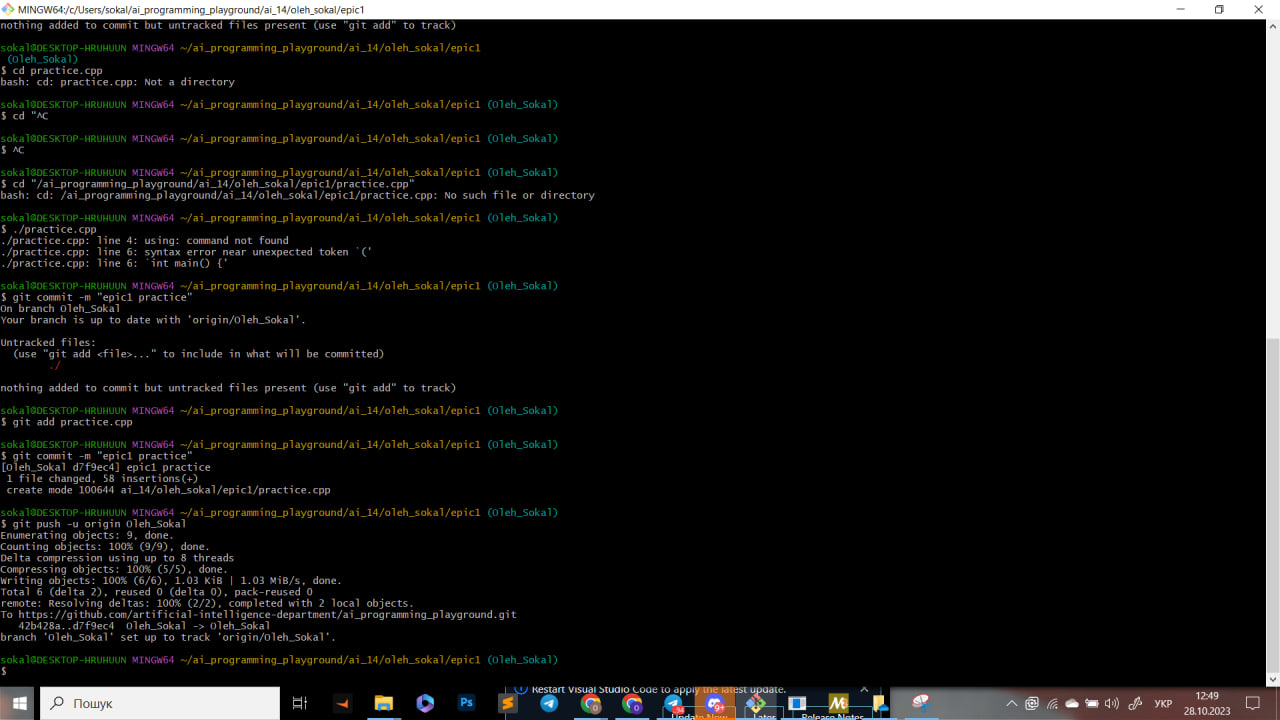 MINGW64:/c/Users/sokal/ai_programming_playground/ai_14/oleh_sokal/epic1
nothing added to commit but untracked files present (use "git add" to track)
sokal@DESKTOP-HRUHUUN MINGW64 ~/ai_programming_playground/ai_14/oleh_sokal/epic1
(Oleh_Sokal)
$ cd practice.cpp
bash: cd: practice.cpp: Not a directory
sokal@DESKTOP-HRUHUUN MINGW64 ~/ai_programming_playground/ai_14/oleh_sokal/epic1 (Oleh_Sokal)
$ cd "^C
sokal@DESKTOP-HRUHUUN MINGW64 ~/ai_programming_playground/ai_14/oleh_sokal/epic1 (Oleh_Sokal)
$ ^C
sokal@DESKTOP-HRUHUUN MINGW64 ~/ai_programming_playground/ai_14/oleh_sokal/epic1 (Oleh_Sokal)
$ cd "/ai_programming_playground/ai_14/oleh_sokal/epic1/practice.cpp"
bash: cd: /ai_programming_playground/ai_14/oleh_sokal/epic1/practice.cpp: No such file or directory
sokal@DESKTOP-HRUHUUN MINGW64 ~/ai_programming_playground/ai_14/oleh_sokal/epic1 (Oleh_Sokal)
$ ./practice.cpp
./practice.cpp: line 4: using: command not found
./practice.cpp: line 6: syntax error near unexpected token `('
./practice.cpp: line 6: `int main() {'
sokal@DESKTOP-HRUHUUN MINGW64 ~/ai_programming_playground/ai_14/oleh_sokal/epic1 (Oleh_Sokal)
$ git commit -m "epic1 practice"
On branch Oleh_Sokal
Your branch is up to date with 'origin/Oleh_Sokal'.
Untracked files:
(use "git add <file>..." to include in what will be committed)
./
nothing added to commit but untracked files present (use "git add" to track)
sokal@DESKTOP-HRUHUUN MINGW64 ~/ai_programming_playground/ai_14/oleh_sokal/epic1 (Oleh_Sokal)
$ git add practice.cpp
sokal@DESKTOP-HRUHUUN MINGW64 ~/ai_programming_playground/ai_14/oleh_sokal/epic1 (Oleh_Sokal)
$ git commit -m "epic1 practice"
[Oleh_Sokal d7f9ec4] epic1 practice
1 file changed, 58 insertions(+)
create mode 100644 ai_14/oleh_sokal/epic1/practice.cpp
sokal@DESKTOP-HRUHUUN MINGW64 ~/ai_programming_playground/ai_14/oleh_sokal/epic1 (Oleh_Sokal)
$ git push -u origin Oleh_Sokal
Enumerating objects: 9, done.
Counting objects: 100% (9/9), done.
Delta compression using up to 8 threads
Compressing objects: 100% (5/5), done.
Writing objects: 100% (6/6), 1.03 KiB | 1.03 MiB/s, done.
Total 6 (delta 2), reused 0 (delta 0), pack-reused 0
remote: Resolving deltas: 100% (2/2), completed with 2 local objects.
To https://github.com/artificial-intelligence-department/ai_programming_playground.git
42b428a..d7f9ec4  Oleh_Sokal -> Oleh_Sokal
branch 'Oleh_Sokal' set up to track 'origin/Oleh_Sokal'.
sokal@DESKTOP-HRUHUUN MINGW64 ~/ai_programming_playground/ai_14/oleh_sokal/epic1 (Oleh_Sokal)
$
Restart Visual Studio Code to apply the latest update.
Пошук
Ps
9+
Update Now
Later
Release Notes
УКР
12:49
28.10.2023